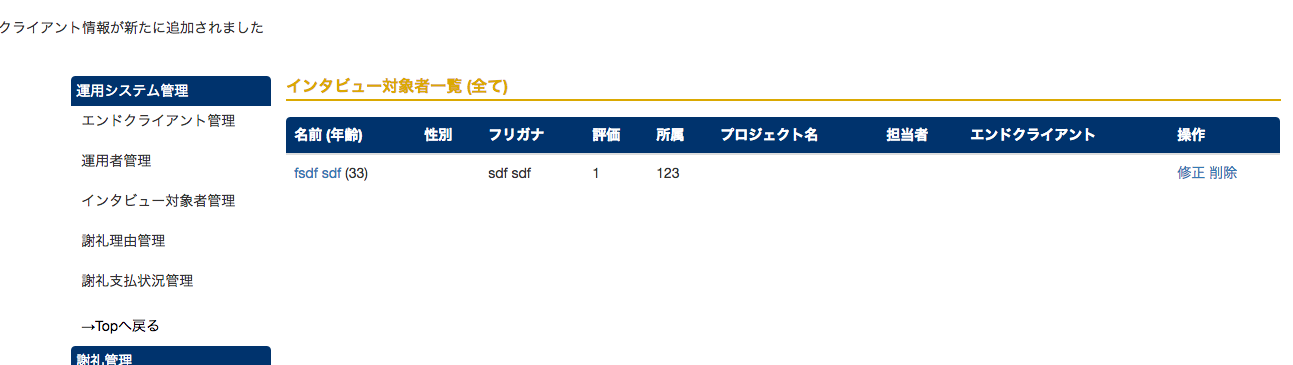 クライアント情報が新たに追加されました
運用システム管理
エンドクライアント管理
運用者管理
インタビュー対象者管理
謝礼理由管理
謝礼支払状況管理
→Topへ戻る
謝礼管理
インタビュー対象者一覧 (全て)
名前 (年齢) 性別 フリガナ 評価 所属 プロジェクト名 担当者 エンドクライアント 操作
fsdf sdf (33) sdf sdf 1 123 修正 削除